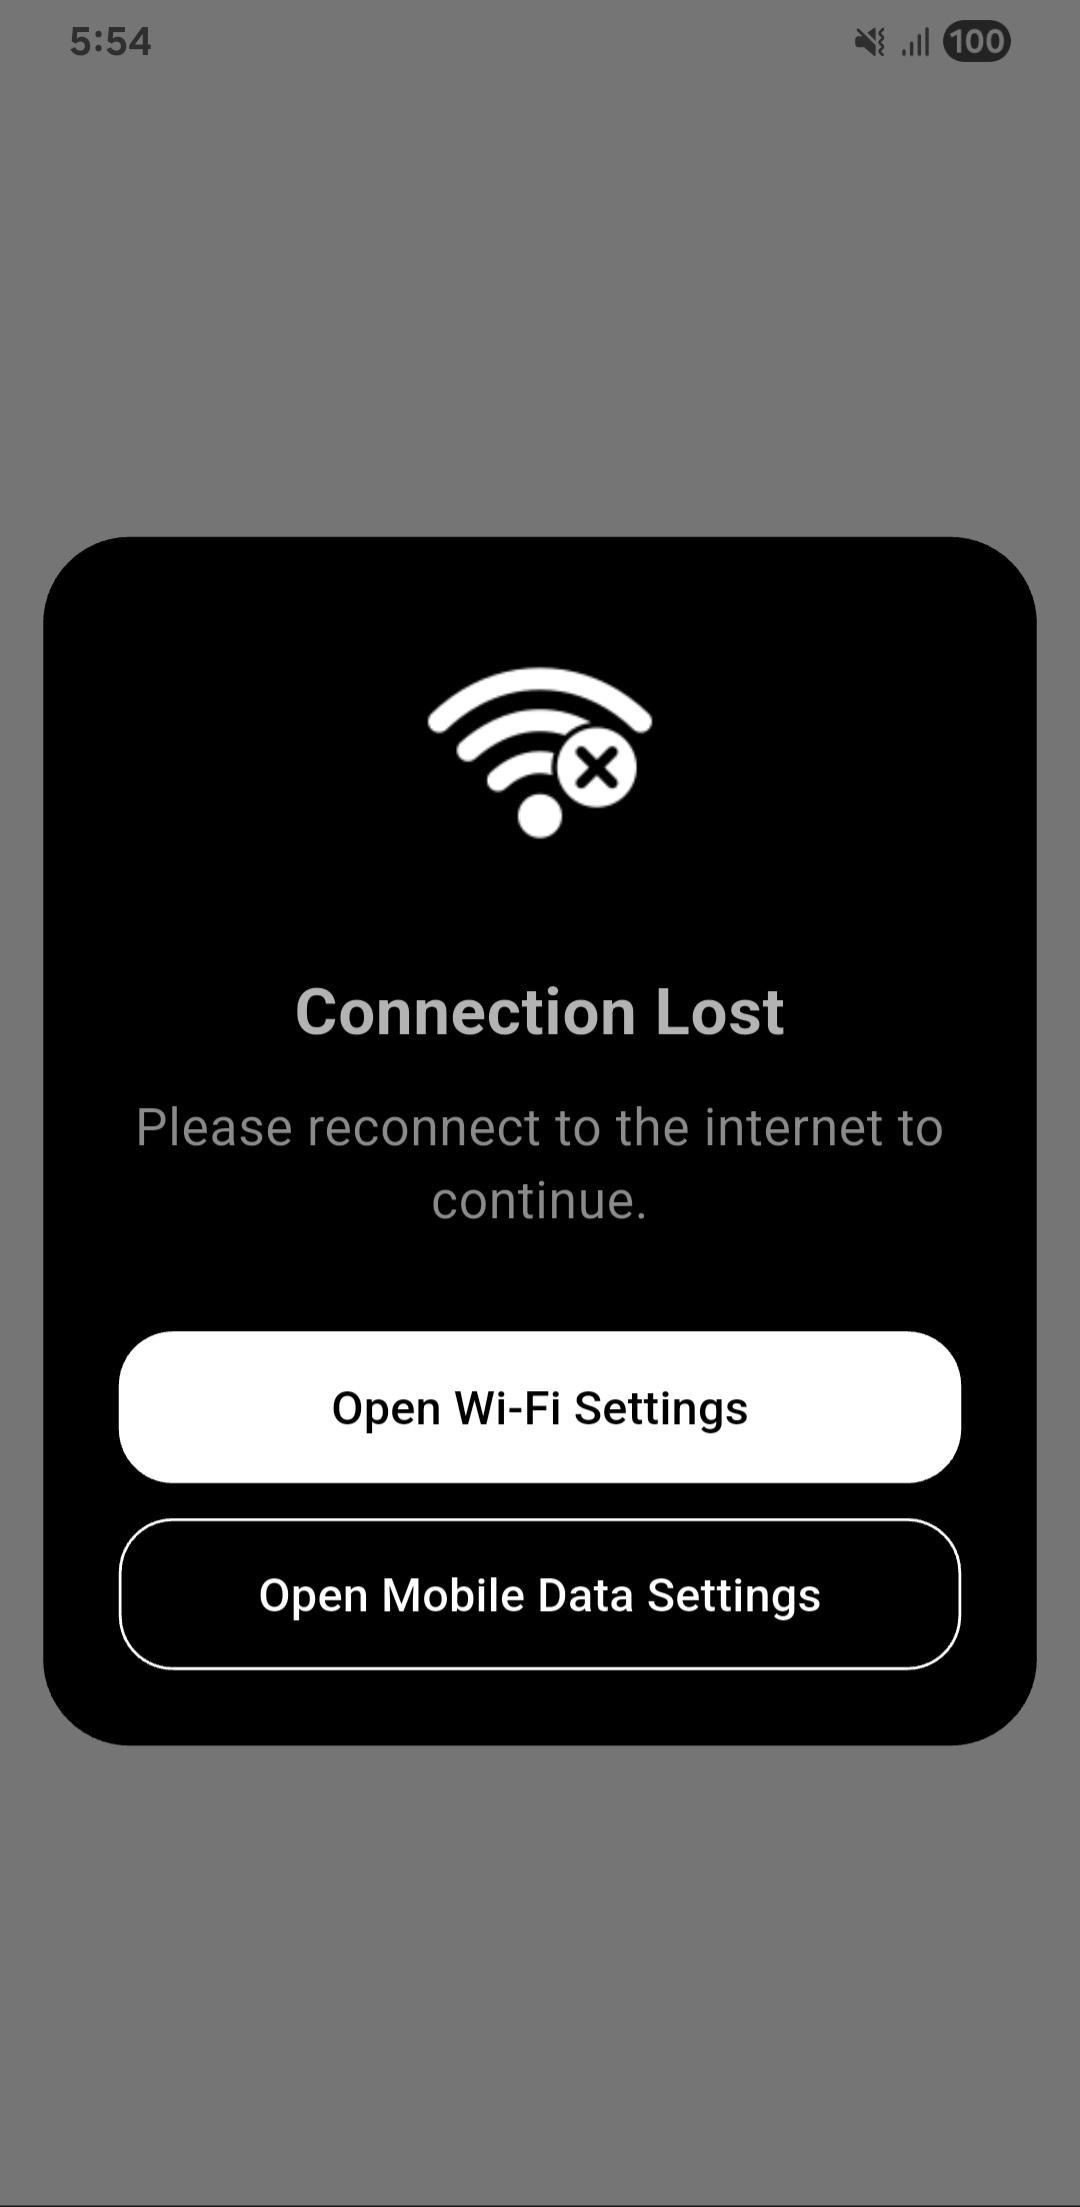 5:54
100
Connection Lost
Please reconnect to the internet to
continue.
Open Wi-Fi Settings
Open Mobile Data Settings